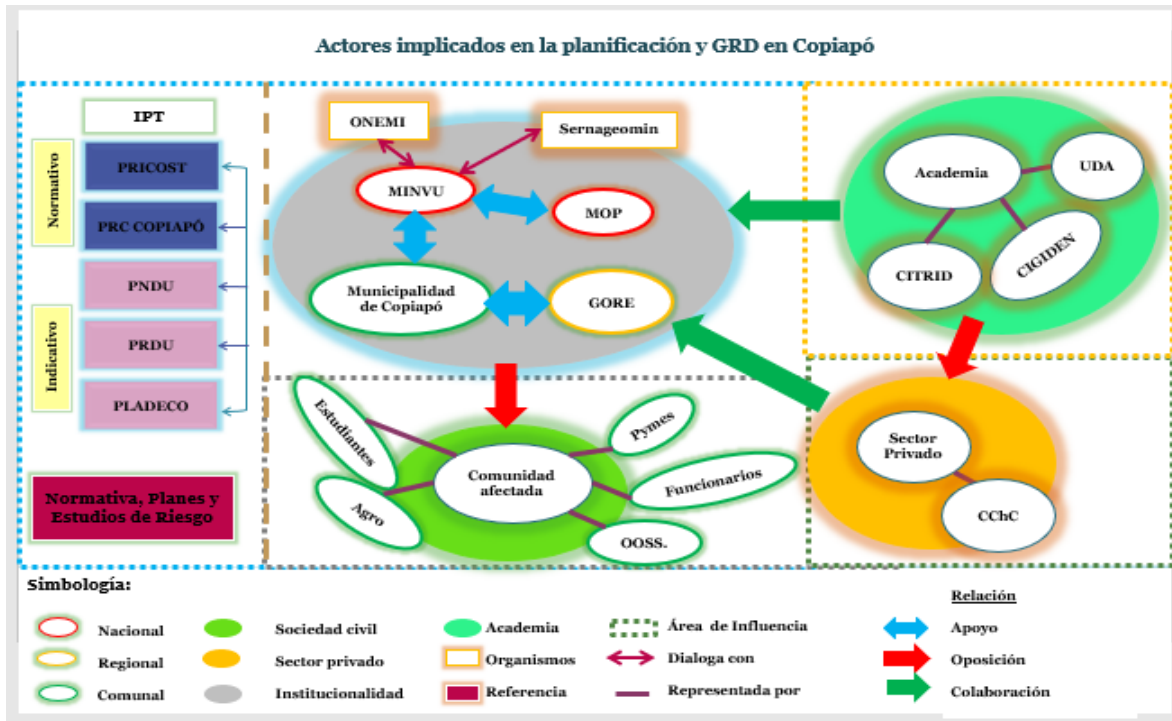 Actores implicados en la planificación y GRD en Copiapó
IPT
Normativo
PRICOST
PRC COPIAPÓ
Indicativo
PNDU
PRDU
PLADECO
Normativa, Planes y
Estudios de Riesgo
ONEMI
Sernageomin
MINVU
MOP
Municipalidad
de Copiapó
GORE
Academia
UDA
CITRID
CIGIDEN
Estudiantes
Agro
Comunidad
afectada
Pymes
Funcionarios
OOSS.
Sector
Privado
CChC
Simbología:
Nacional
Regional
Comunal
Sociedad civil
Sector privado
Institucionalidad
Academia
Organismos
Referencia
Área de Influencia
Dialoga con
Representada por
Relación
Apoyo
Oposición
Colaboración